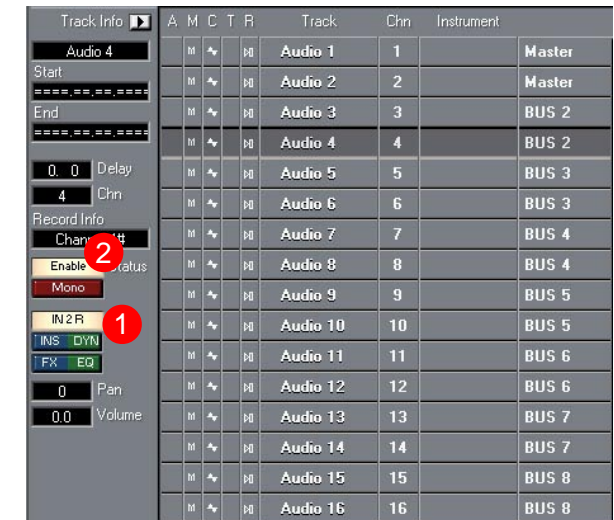 Track Info
Audio 4
Start
End
0. 0 Delay
4 Chn
Record Info
2
Enable
Mono
IN 2 R
1
INS DYN
FX EQ
0 Pan
0.0 Volume
A M C T R Track Chn Instrument
M Audio 1 1 Master
M Audio 2 2 Master
M Audio 3 3 BUS 2
M Audio 4 4 BUS 2
M Audio 5 5 BUS 3
M Audio 6 6 BUS 3
M Audio 7 7 BUS 4
M Audio 8 8 BUS 4
M Audio 9 9 BUS 5
M Audio 10 10 BUS 5
M Audio 11 11 BUS 6
M Audio 12 12 BUS 6
M Audio 13 13 BUS 7
M Audio 14 14 BUS 7
M Audio 15 15 BUS 8
M Audio 16 16 BUS 8